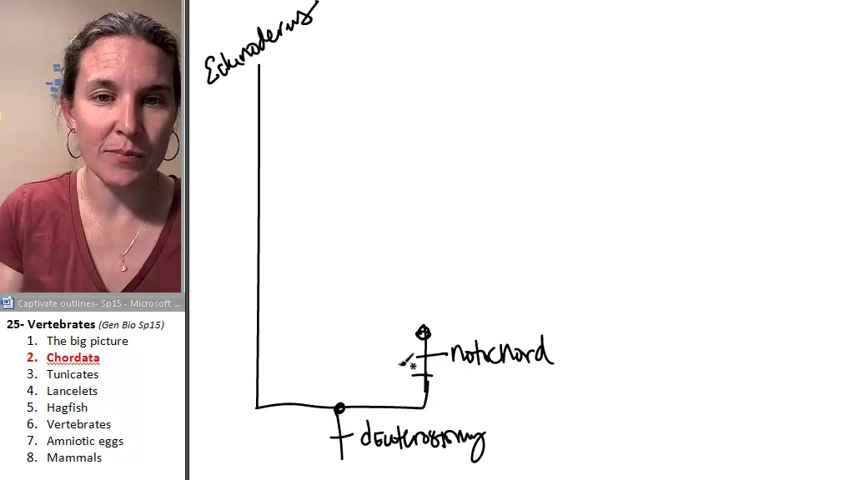 Echinoderms
notochord
Captivate outlines- Sp15 - Microsoft ...
25- Vertebrates (Gen Bio Sp15)
1. The big picture
2. Chordata
3. Tunicates
4. Lancelets
5. Hagfish
6. Vertebrates
7. Amniotic eggs
8. Mammals